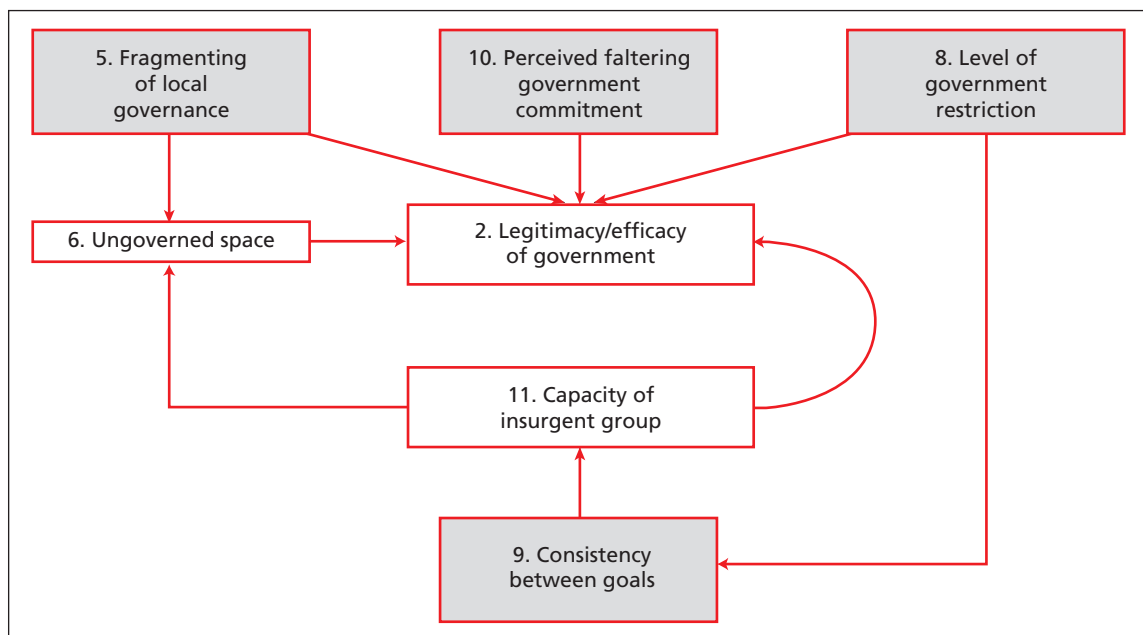 5. Fragmenting
of local
governance
10. Perceived faltering
government
commitment
8. Level of
government
restriction
6. Ungoverned space
2. Legitimacy/efficacy
of government
11. Capacity of
insurgent group
9. Consistency
between goals